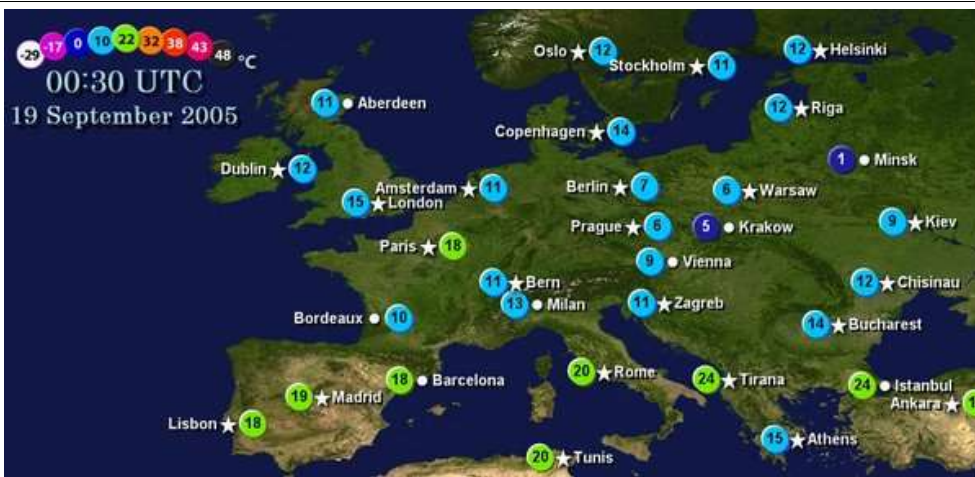 -29 -17 0 10 22 32 38 43 48 °C
00:30 UTC
19 September 2005
Oslo 12
12 Helsinki
Stockholm 11
11 Aberdeen
12 Riga
Copenhagen 14
1 Minsk
Dublin 12
Amsterdam 11
Berlin 7
6 Warsaw
15 London
9 Kiev
Prague 6
5 Krakow
Paris 18
9 Vienna
11 Bern
12 Chisinau
13 Milan
11 Zagreb
Bordeaux 10
14 Bucharest
20 Rome
24 Tirana
18 Barcelona
24 Istanbul
19 Madrid
Ankara
Lisbon 18
15 Athens
20 Tunis